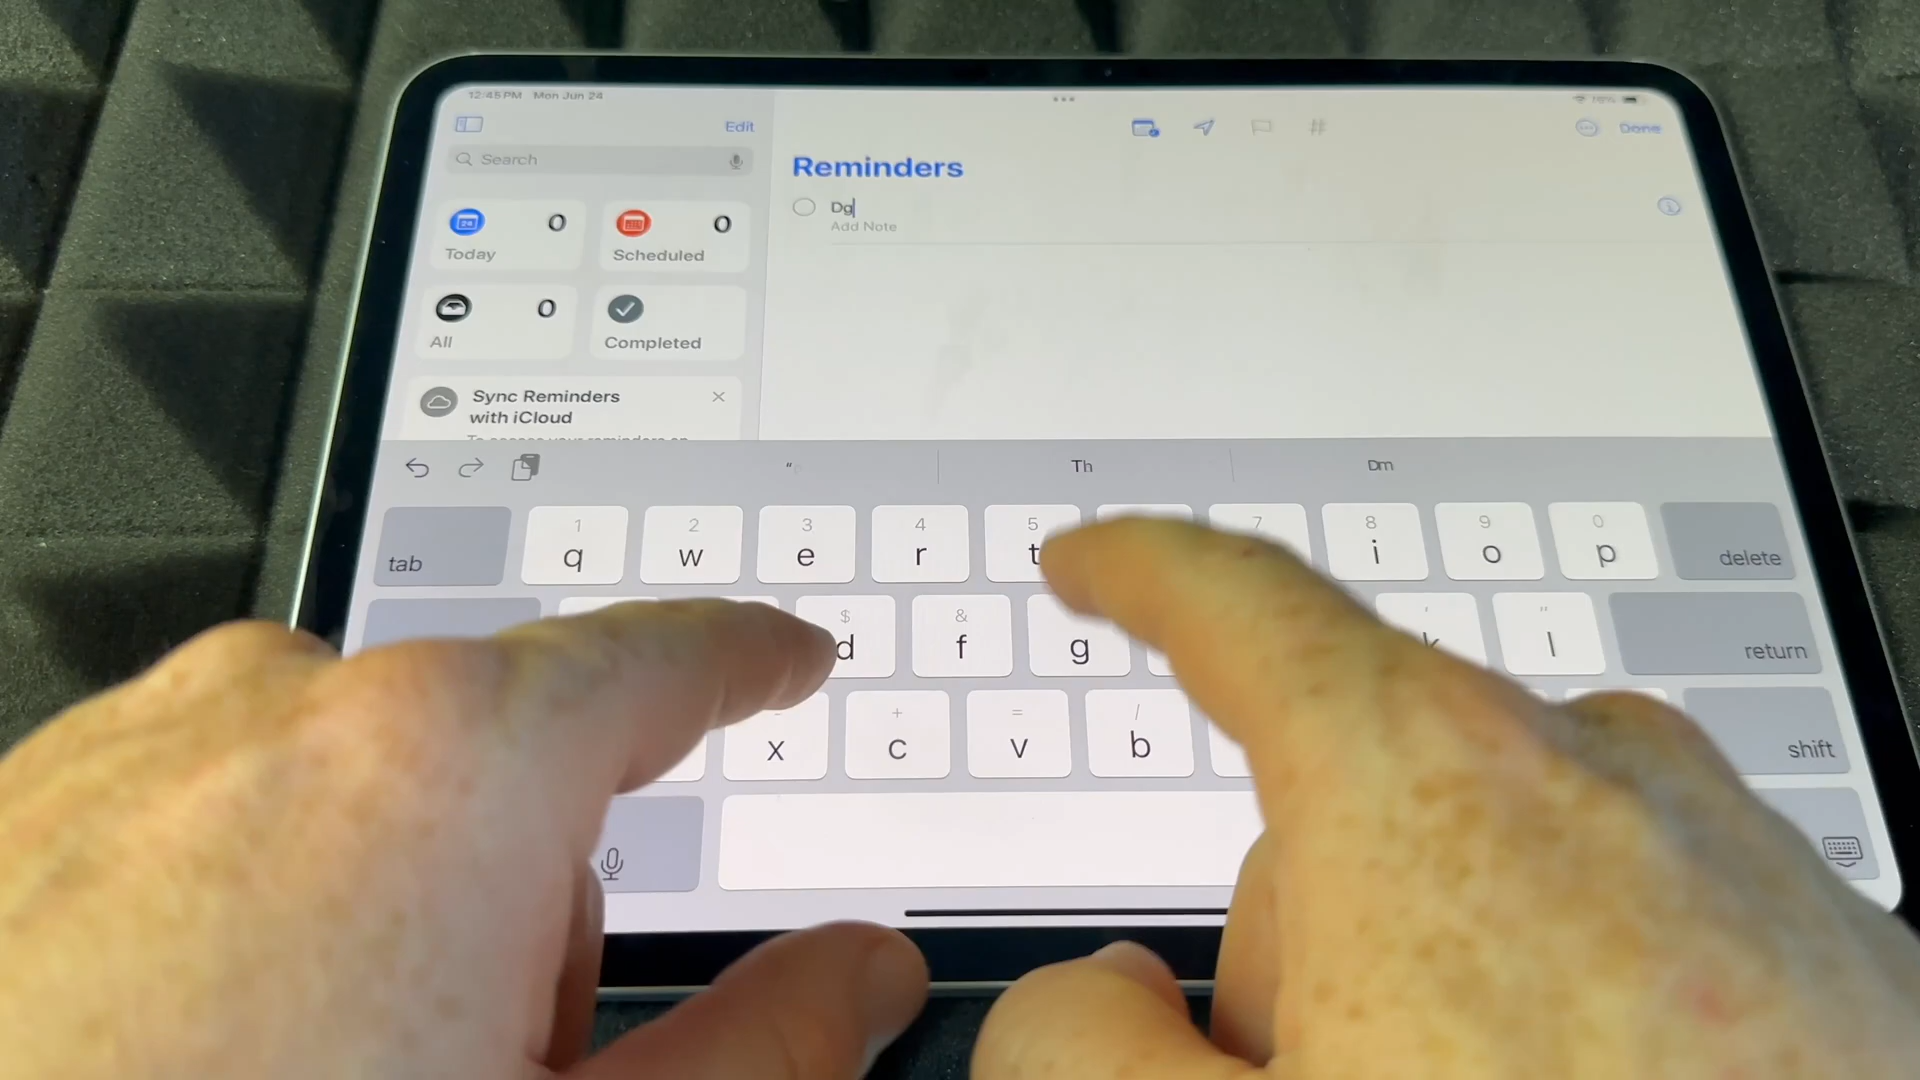 12:45 PM Mon Jun 24
Edit
Done
Search
Reminders
Dg
Add Note
24
0
Today
0
Scheduled
0
All
Completed
Sync Reminders
with iCloud
Th
Dm
tab
1 2 3 4 5 7 8 9 0
q w e r t i o p
delete
$ & ' "
d f g k l
return
- + = /
x c v b
shift